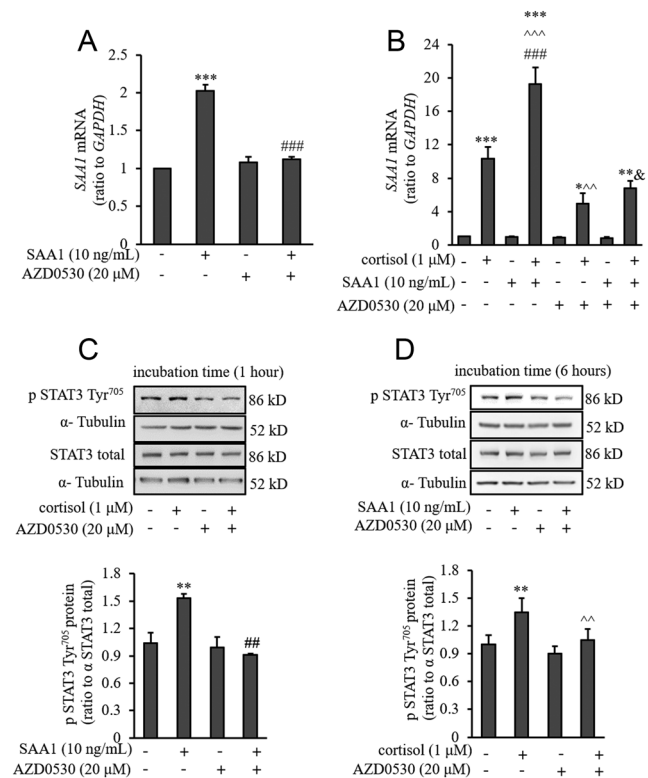 A
2.5
2
1.5
1
0.5
0
SAA1 mRNA
(ratio to GAPDH)
***
###
SAA1 (10 ng/mL) - + - +
AZD0530 (20 μM) - - + +
B
24
20
16
12
8
4
0
SAA1 mRNA
(ratio to GAPDH)
***
***
^^^
###
*^^
**&
cortisol (1 μM) - + - + - + - +
SAA1 (10 ng/mL) - - + + - - + +
AZD0530 (20 μM) - - - - + + + +
C
incubation time (1 hour)
p STAT3 Tyr705 86 kD
α- Tubulin 52 kD
STAT3 total 86 kD
α- Tubulin 52 kD
cortisol (1 μM) - + - +
AZD0530 (20 μM) - - + +
1.8
1.5
1.2
0.9
0.6
0.3
0
p STAT3 Tyr705 protein
(ratio to α STAT3 total)
**
##
SAA1 (10 ng/mL) - + - +
AZD0530 (20 μM) - - + +
D
incubation time (6 hours)
p STAT3 Tyr705 86 kD
α- Tubulin 52 kD
STAT3 total 86 kD
α- Tubulin 52 kD
SAA1 (10 ng/mL) - + - +
AZD0530 (20 μM) - - + +
1.8
1.5
1.2
0.9
0.6
0.3
0
p STAT3 Tyr705 protein
(ratio to α STAT3 total)
**
^^
cortisol (1 μM) - + - +
AZD0530 (20 μM) - - + +